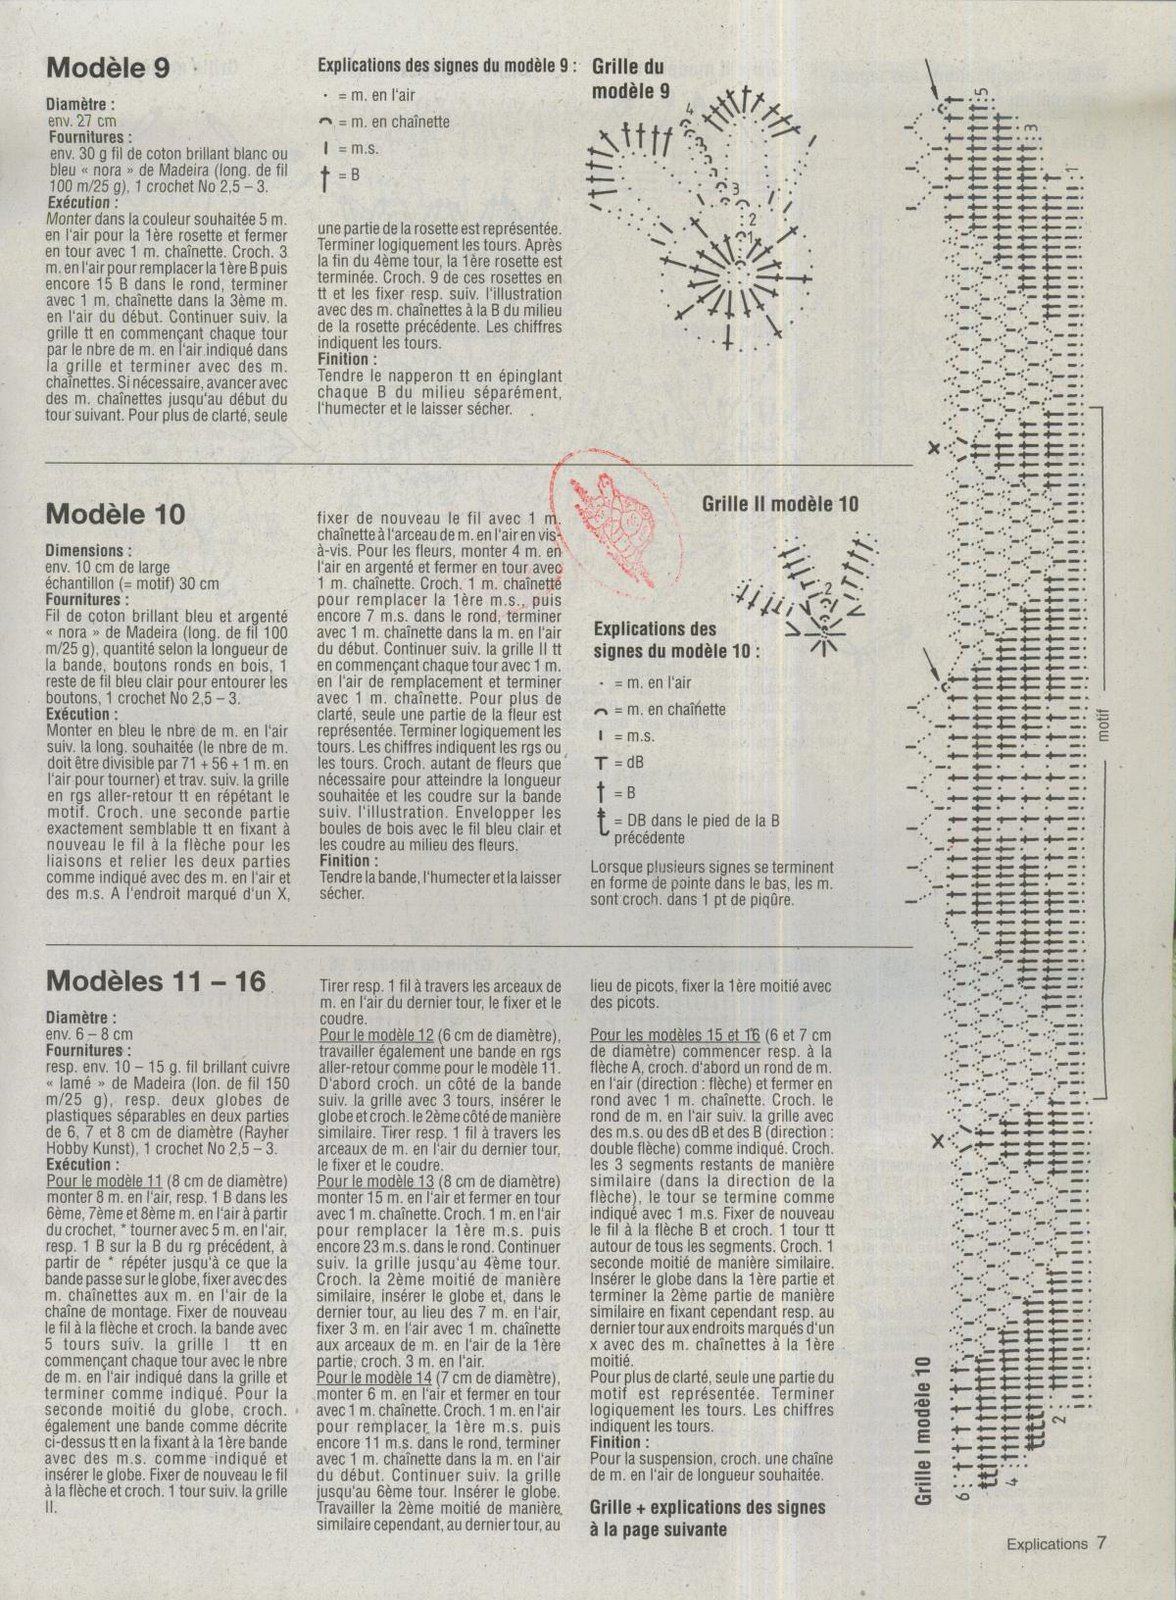 Modèle 9
Diamètre :
env. 27 cm
Fournitures :
env. 30 g fil de coton brillant blanc ou
bleu « nora » de Madeira (long. de fil
100 m/25 g), 1 crochet No 2,5 – 3.
Exécution :
Monter dans la couleur souhaitée 5 m.
en l'air pour la 1ère rosette et fermer
en tour avec 1 m. chaînette. Croch. 3
m. en l'air pour remplacer la 1ère B puis
encore 15 B dans le rond, terminer
avec 1 m. chaînette dans la 3ème m.
en l'air du début. Continuer suiv. la
grille tt en commençant chaque tour
par le nbre de m. en l'air indiqué dans
la grille et terminer avec des m.
chaînettes. Si nécessaire, avancer avec
des m. chaînettes jusqu'au début du
tour suivant. Pour plus de clarté, seule
Explications des signes du modèle 9 :
· = m. en l'air
= m. en chaînette
= m.s.
= B
une partie de la rosette est représentée.
Terminer logiquement les tours. Après
la fin du 4ème tour, la 1ère rosette est
terminée. Croch. 9 de ces rosettes en
tt et les fixer resp. suiv. l'illustration
avec des m. chaînettes à la B du milieu
de la rosette précédente. Les chiffres
indiquent les tours.
Finition :
Tendre le napperon tt en épinglant
chaque B du milieu séparément,
l'humecter et le laisser sécher.
Grille du
modèle 9
4
3
3
2
1
Modèle 10
Dimensions :
env. 10 cm de large
échantillon (= motif) 30 cm
Fournitures :
Fil de coton brillant bleu et argenté
« nora » de Madeira (long. de fil 100
m/25 g), quantité selon la longueur de
la bande, boutons ronds en bois, 1
reste de fil bleu clair pour entourer les
boutons, 1 crochet No 2,5 – 3.
Exécution :
Monter en bleu le nbre de m. en l'air
suiv. la long. souhaitée (le nbre de m.
doit être divisible par 71 + 56 + 1 m. en
l'air pour tourner) et trav. suiv. la grille
en rgs aller-retour tt en répétant le
motif. Croch. une seconde partie
exactement semblable tt en fixant à
nouveau le fil à la flèche pour les
liaisons et relier les deux parties
comme indiqué avec des m. en l'air et
des m.s. A l'endroit marqué d'un X,
fixer de nouveau le fil avec 1 m.
chaînette à l'arceau de m. en l'air en vis-
à-vis. Pour les fleurs, monter 4 m. en
l'air en argenté et fermer en tour avec
1 m. chaînette. Croch. 1 m. chaînette
pour remplacer la 1ère m.s., puis
encore 7 m.s. dans le rond, terminer
avec 1 m. chaînette dans la m. en l'air
du début. Continuer suiv. la grille II tt
en commençant chaque tour avec 1 m.
en l'air de remplacement et terminer
avec 1 m. chaînette. Pour plus de
clarté, seule une partie de la fleur est
représentée. Terminer logiquement les
tours. Les chiffres indiquent les rgs ou
les tours. Croch. autant de fleurs que
nécessaire pour atteindre la longueur
souhaitée et les coudre sur la bande
suiv. l'illustration. Envelopper les
boules de bois avec le fil bleu clair et
les coudre au milieu des fleurs.
Finition :
Tendre la bande, l'humecter et la laisser
sécher.
Grille II modèle 10
2
Explications des
signes du modèle 10 :
· = m. en l'air
= m. en chaînette
= m.s.
= dB
= B
= DB dans le pied de la B
précédente
Lorsque plusieurs signes se terminent
en forme de pointe dans le bas, les m.
sont croch. dans 1 pt de piqûre.
Modèles 11 – 16
Diamètre :
env. 6 – 8 cm
Fournitures :
resp. env. 10 – 15 g. fil brillant cuivre
« lamé » de Madeira (lon. de fil 150
m/25 g), resp. deux globes de
plastiques séparables en deux parties
de 6, 7 et 8 cm de diamètre (Rayher
Hobby Kunst), 1 crochet No 2,5 – 3.
Exécution :
Pour le modèle 11 (8 cm de diamètre)
monter 8 m. en l'air, resp. 1 B dans les
6ème, 7ème et 8ème m. en l'air à partir
du crochet, * tourner avec 5 m. en l'air,
resp. 1 B sur la B du rg précédent, à
partir de * répéter jusqu'à ce que la
bande passe sur le globe, fixer avec des
m. chaînettes aux m. en l'air de la
chaîne de montage. Fixer de nouveau
le fil à la flèche et croch. la bande avec
5 tours suiv. la grille I tt en
commençant chaque tour avec le nbre
de m. en l'air indiqué dans la grille et
terminer comme indiqué. Pour la
seconde moitié du globe, croch.
également une bande comme décrite
ci-dessus tt en la fixant à la 1ère bande
avec des m.s. comme indiqué et
insérer le globe. Fixer de nouveau le fil
à la flèche et croch. 1 tour suiv. la grille
II.
Tirer resp. 1 fil à travers les arceaux de
m. en l'air du dernier tour, le fixer et le
coudre.
Pour le modèle 12 (6 cm de diamètre),
travailler également une bande en rgs
aller-retour comme pour le modèle 11.
D'abord croch. un côté de la bande
suiv. la grille avec 3 tours, insérer le
globe et croch. le 2ème côté de manière
similaire. Tirer resp. 1 fil à travers les
arceaux de m. en l'air du dernier tour,
le fixer et le coudre.
Pour le modèle 13 (8 cm de diamètre)
monter 15 m. en l'air et fermer en tour
avec 1 m. chaînette. Croch. 1 m. en l'air
pour remplacer la 1ère m.s. puis
encore 23 m.s. dans le rond. Continuer
suiv. la grille jusqu'au 4ème tour.
Croch. la 2ème moitié de manière
similaire, insérer le globe et, dans le
dernier tour, au lieu des 7 m. en l'air,
fixer 3 m. en l'air avec 1 m. chaînette
aux arceaux de m. en l'air de la 1ère
partie, croch. 3 m. en l'air.
Pour le modèle 14 (7 cm de diamètre),
monter 6 m. en l'air et fermer en tour
avec 1 m. chaînette. Croch. 1 m. en l'air
pour remplacer la 1ère m.s. puis
encore 11 m.s. dans le rond, terminer
avec 1 m. chaînette dans la m. en l'air
du début. Continuer suiv. la grille
jusqu'au 6ème tour. Insérer le globe.
Travailler la 2ème moitié de manière
similaire cependant, au dernier tour, au
lieu de picots, fixer la 1ère moitié avec
des picots.
Pour les modèles 15 et 16 (6 et 7 cm
de diamètre) commencer resp. à la
flèche A, croch. d'abord un rond de m.
en l'air (direction : flèche) et fermer en
rond avec 1 m. chaînette. Croch. le
rond de m. en l'air suiv. la grille avec
des m.s. ou des dB et des B (direction :
double flèche) comme indiqué. Croch.
les 3 segments restants de manière
similaire (dans la direction de la
flèche), le tour se termine comme
indiqué avec 1 m.s. Fixer de nouveau
le fil à la flèche B et croch. 1 tour tt
autour de tous les segments. Croch. 1
seconde moitié de manière similaire.
Insérer le globe dans la 1ère partie et
terminer la 2ème partie de manière
similaire en fixant cependant resp. au
dernier tour aux endroits marqués d'un
x avec des m. chaînettes à la 1ère
moitié.
Pour plus de clarté, seule une partie du
motif est représentée. Terminer
logiquement les tours. Les chiffres
indiquent les tours.
Finition :
Pour la suspension, croch. une chaîne
de m. en l'air de longueur souhaitée.
Grille + explications des signes
à la page suivante
5
3
1
x
motif
x
Grille I modèle 10
6
4
2
Explications 7